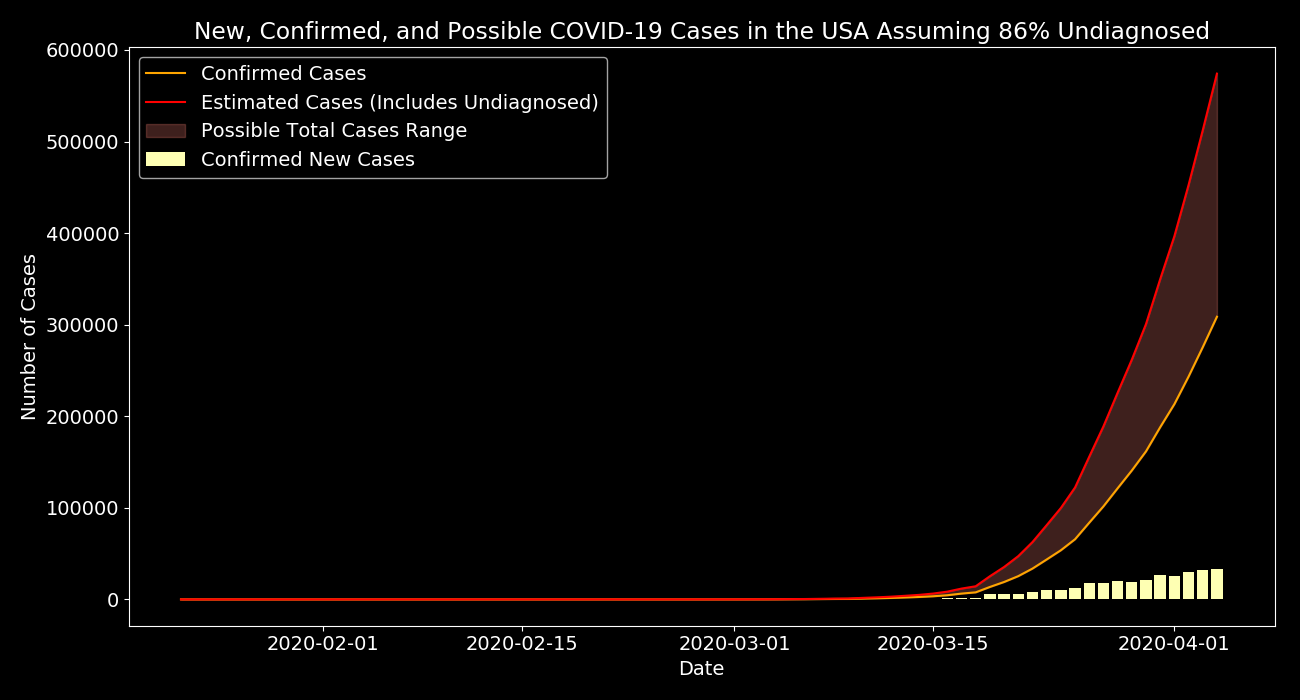 New, Confirmed, and Possible COVID-19 Cases in the USA Assuming 86% Undiagnosed
Confirmed Cases
Estimated Cases (Includes Undiagnosed)
Possible Total Cases Range
Confirmed New Cases
Number of Cases
600000
500000
400000
300000
200000
100000
0
2020-02-01 2020-02-15 2020-03-01 2020-03-15 2020-04-01
Date